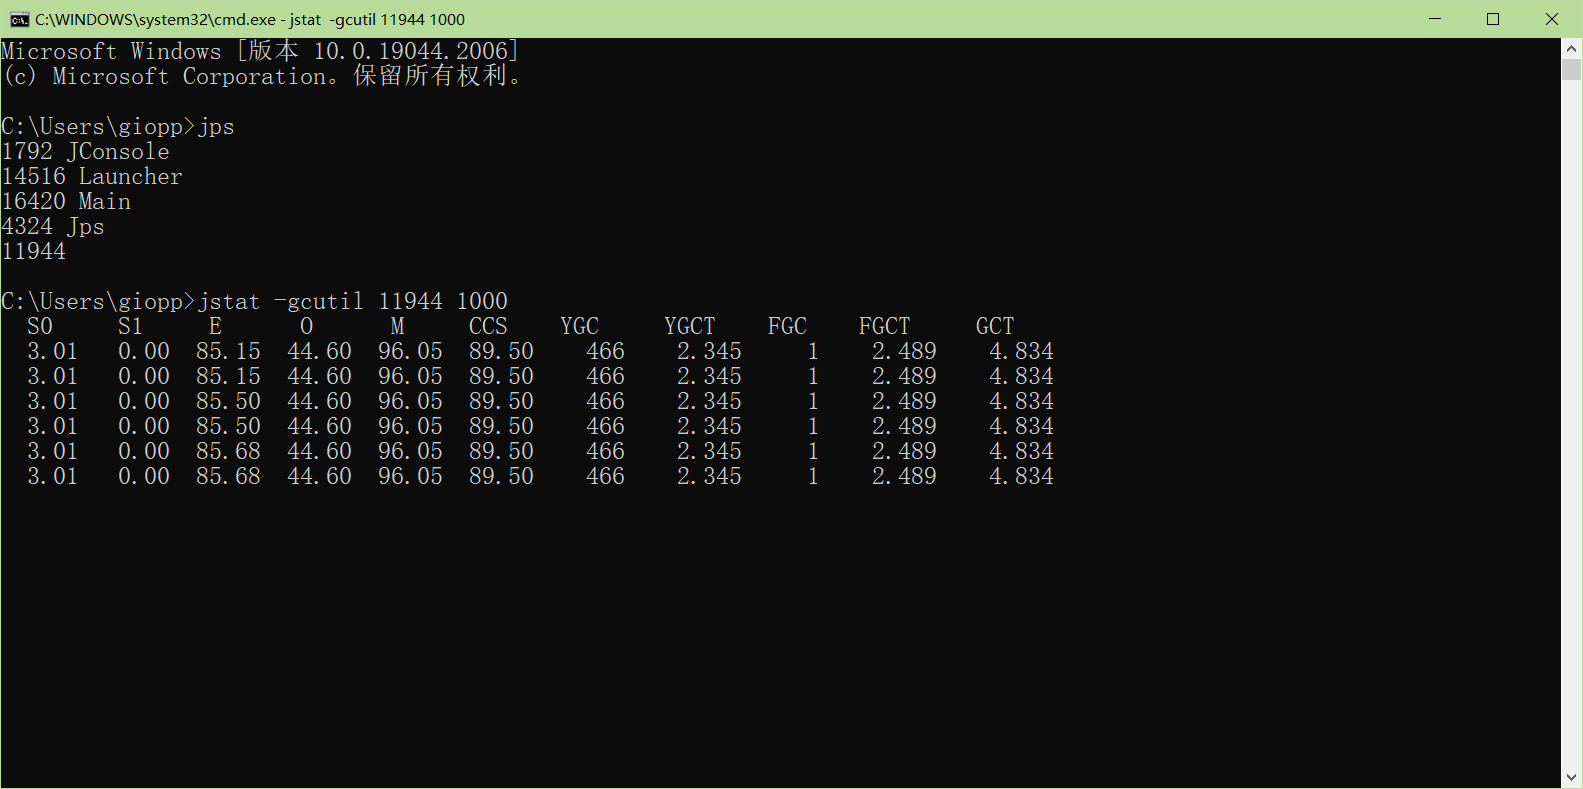 C:\WINDOWS\system32\cmd.exe - jstat  -gcutil 11944 1000
Microsoft Windows [版本 10.0.19044.2006]
(c) Microsoft Corporation。保留所有权利。
C:\Users\giopp>jps
1792 JConsole
14516 Launcher
16420 Main
4324 Jps
11944
C:\Users\giopp>jstat -gcutil 11944 1000
  S0     S1     E      O      M     CCS    YGC     YGCT    FGC    FGCT     GCT
  3.01   0.00  85.15  44.60  96.05  89.50    466    2.345     1    2.489    4.834
  3.01   0.00  85.15  44.60  96.05  89.50    466    2.345     1    2.489    4.834
  3.01   0.00  85.50  44.60  96.05  89.50    466    2.345     1    2.489    4.834
  3.01   0.00  85.50  44.60  96.05  89.50    466    2.345     1    2.489    4.834
  3.01   0.00  85.68  44.60  96.05  89.50    466    2.345     1    2.489    4.834
  3.01   0.00  85.68  44.60  96.05  89.50    466    2.345     1    2.489    4.834